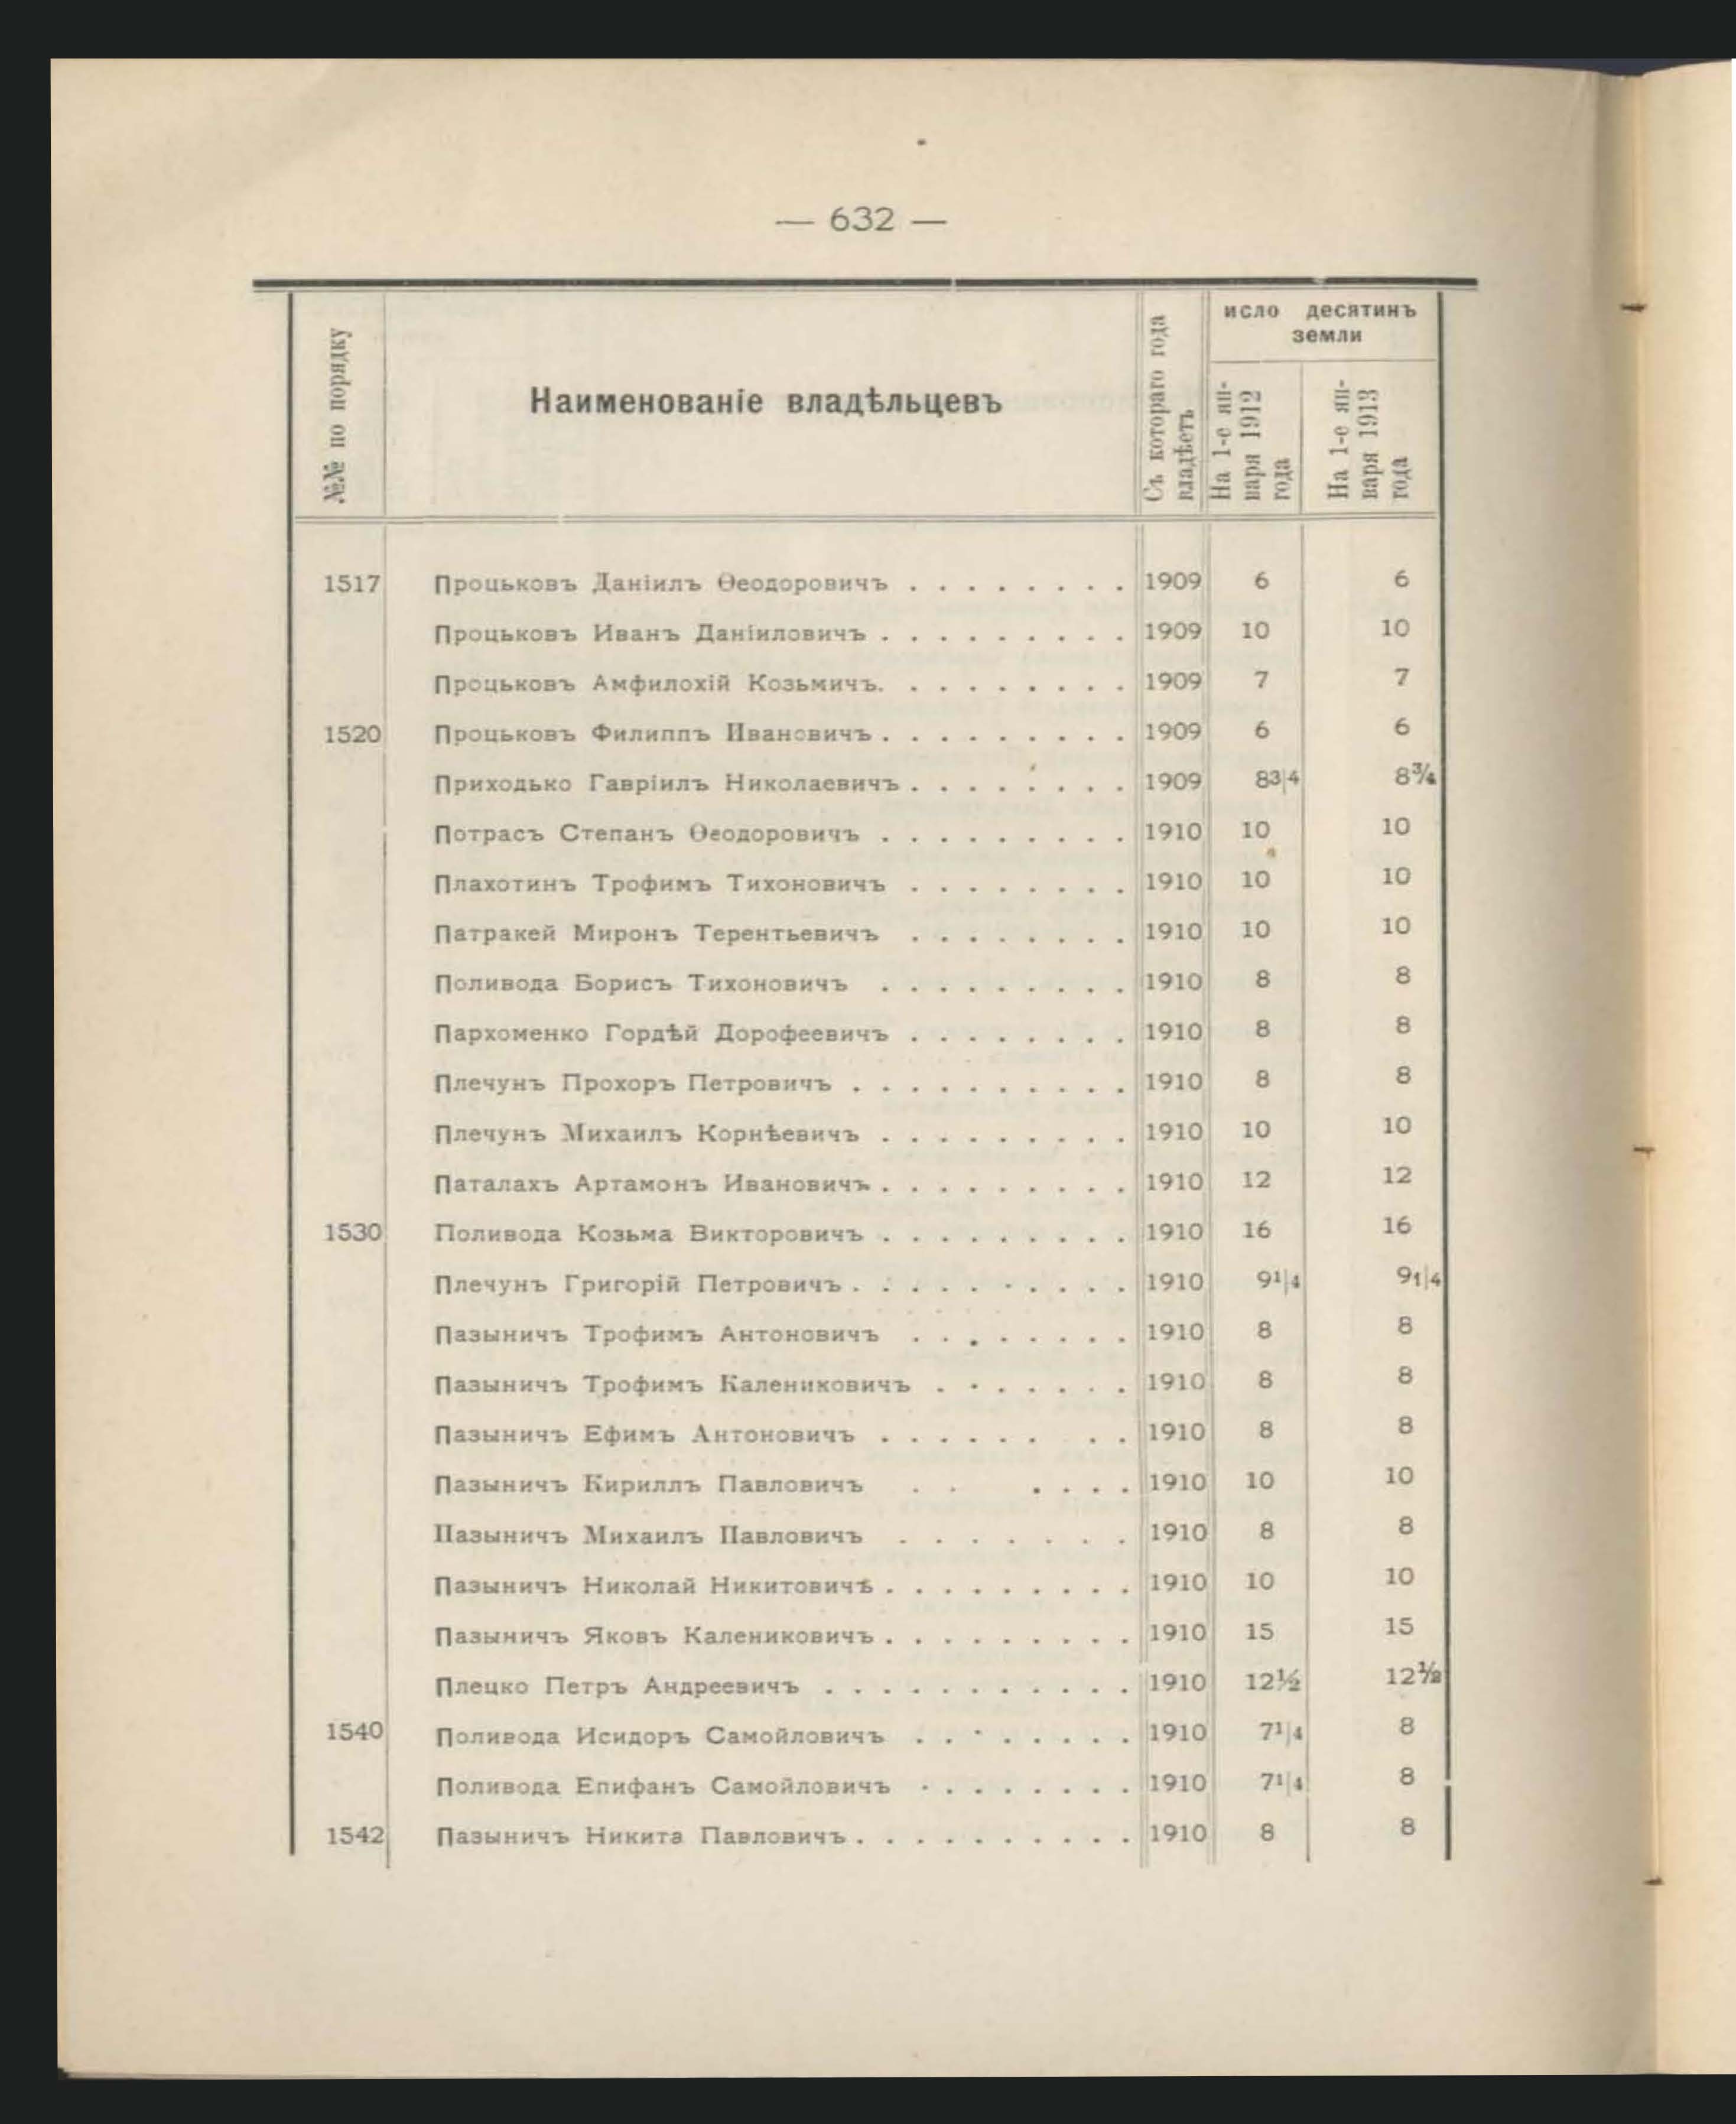 — 632 —
№№ по порядку
Наименованіе владѣльцевъ
Съ котораго года владѣетъ
исло десятинъ
земли
На 1-е января 1912 года
На 1-е января 1913 года
1517 Процьковъ Даніилъ Ѳеодоровичъ . . . . . . . . 1909 6 6
Процьковъ Иванъ Даніиловичъ . . . . . . . . . 1909 10 10
Процьковъ Амфилохій Козьмичъ. . . . . . . . . 1909 7 7
1520 Процьковъ Филиппъ Ивановичъ . . . . . . . . . 1909 6 6
Приходько Гавріилъ Николаевичъ . . . . . . . . 1909 83|4 8¾
Потрасъ Степанъ Ѳеодоровичъ . . . . . . . . . 1910 10 10
Плахотинъ Трофимъ Тихоновичъ . . . . . . . . 1910 10 10
Патракей Миронъ Терентьевичъ . . . . . . . . 1910 10 10
Поливода Борисъ Тихоновичъ . . . . . . . . . 1910 8 8
Пархоменко Гордѣй Дорофеевичъ . . . . . . . . 1910 8 8
Плечунъ Прохоръ Петровичъ . . . . . . . . . . 1910 8 8
Плечунъ Михаилъ Корнѣевичъ . . . . . . . . . 1910 10 10
Паталахъ Артамонъ Ивановичъ . . . . . . . . . 1910 12 12
1530 Поливода Козьма Викторовичъ . . . . . . . . . 1910 16 16
Плечунъ Григорій Петровичъ . . . . . . . . . . 1910 9¹|4 91|4
Пазыничъ Трофимъ Антоновичъ . . . . . . . . 1910 8 8
Пазыничъ Трофимъ Калениковичъ . . . . . . . 1910 8 8
Пазыничъ Ефимъ Антоновичъ . . . . . . . . 1910 8 8
Пазыничъ Кириллъ Павловичъ . . . . . . 1910 10 10
Пазыничъ Михаилъ Павловичъ . . . . . . . 1910 8 8
Пазыничъ Николай Никитовичъ . . . . . . . . . 1910 10 10
Пазыничъ Яковъ Калениковичъ . . . . . . . . . 1910 15 15
Плецко Петръ Андреевичъ . . . . . . . . . . . 1910 12½ 12½
1540 Поливода Исидоръ Самойловичъ . . . . . . . . 1910 7¹|4 8
Поливода Епифанъ Самойловичъ . . . . . . . . 1910 7¹|4 8
1542 Пазыничъ Никита Павловичъ . . . . . . . . . . 1910 8 8